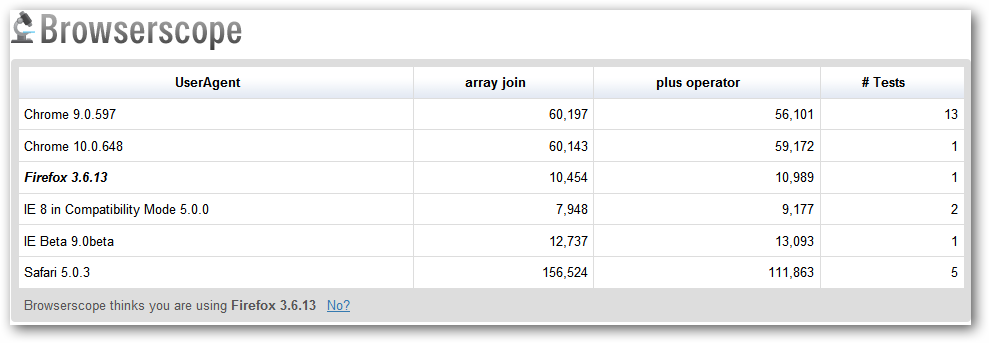 Browserscope
UserAgent array join plus operator # Tests
Chrome 9.0.597 60,197 56,101 13
Chrome 10.0.648 60,143 59,172 1
Firefox 3.6.13 10,454 10,989 1
IE 8 in Compatibility Mode 5.0.0 7,948 9,177 2
IE Beta 9.0beta 12,737 13,093 1
Safari 5.0.3 156,524 111,863 5
Browserscope thinks you are using Firefox 3.6.13 No?